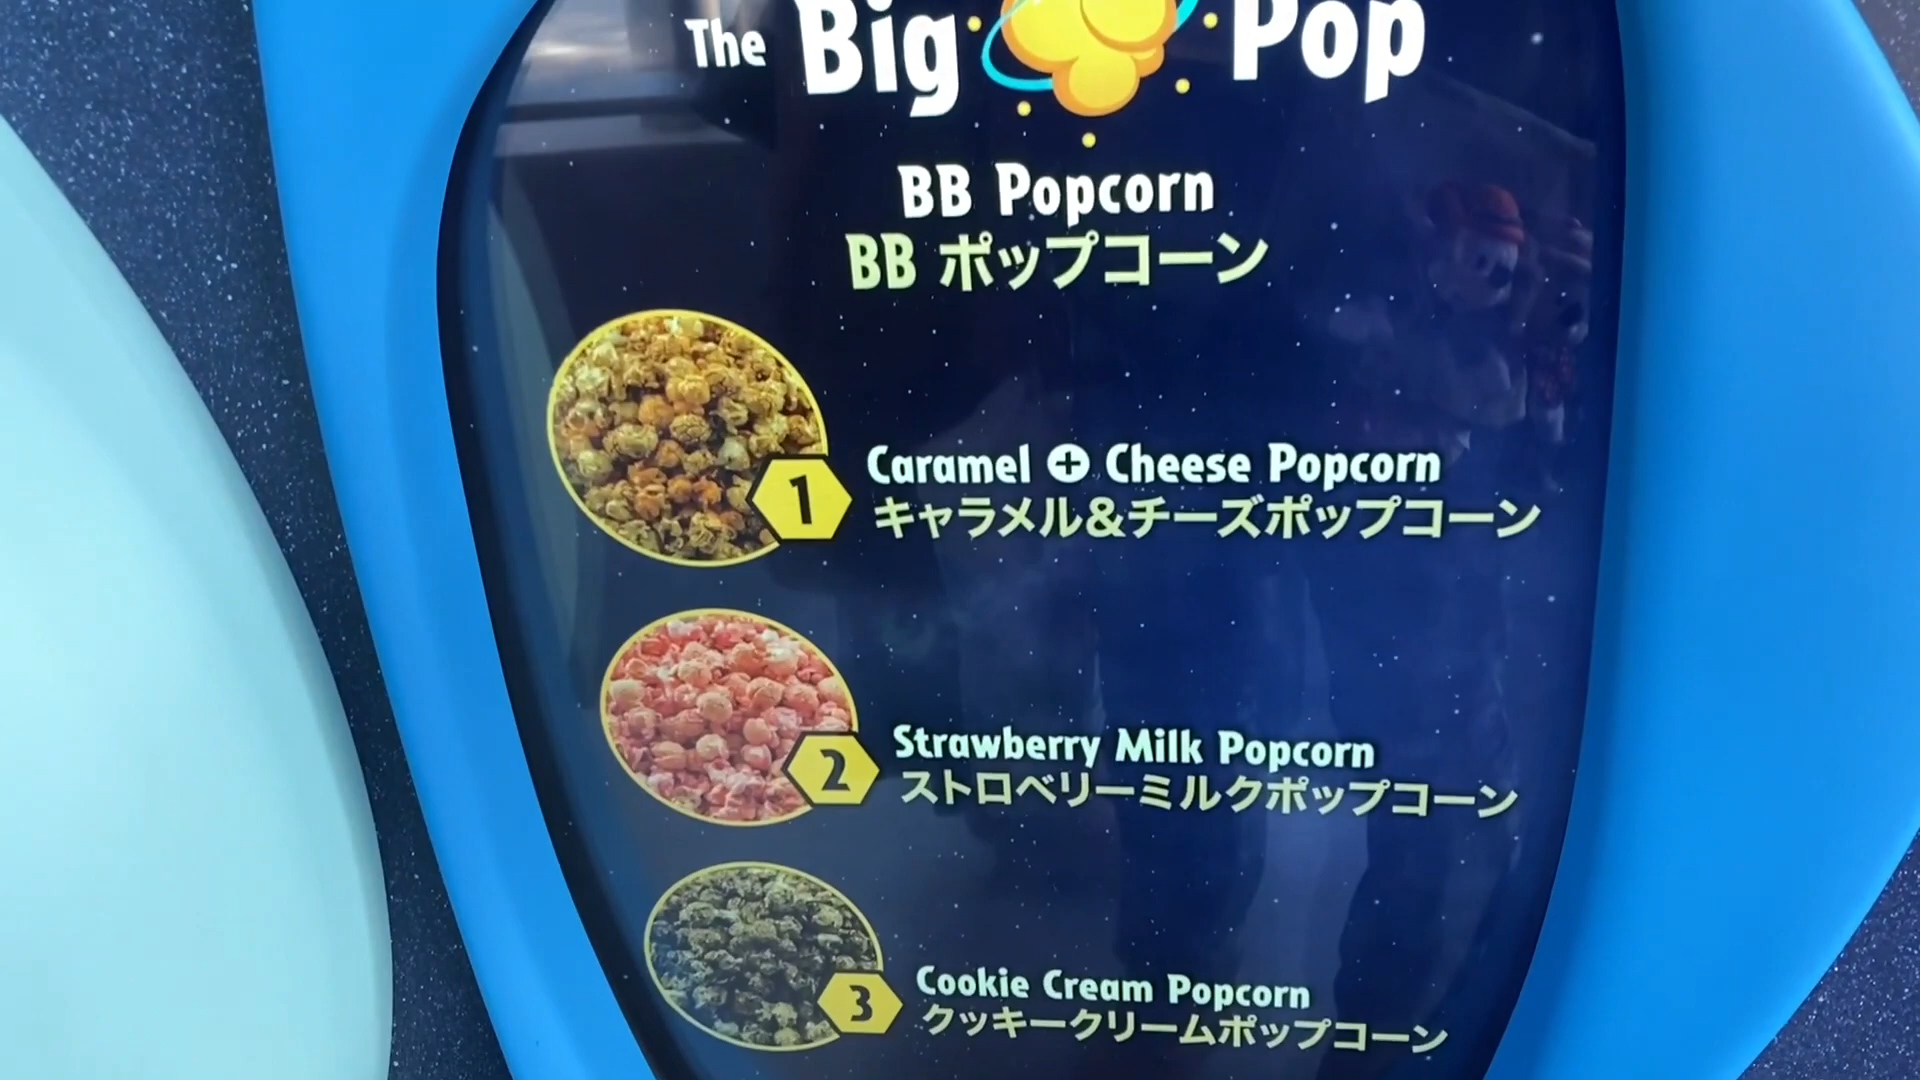 The Big Pop
BB Popcorn
BB ポップコーン
1
Caramel + Cheese Popcorn
キャラメル&チーズポップコーン
2
Strawberry Milk Popcorn
ストロベリーミルクポップコーン
3
Cookie Cream Popcorn
クッキークリームポップコーン